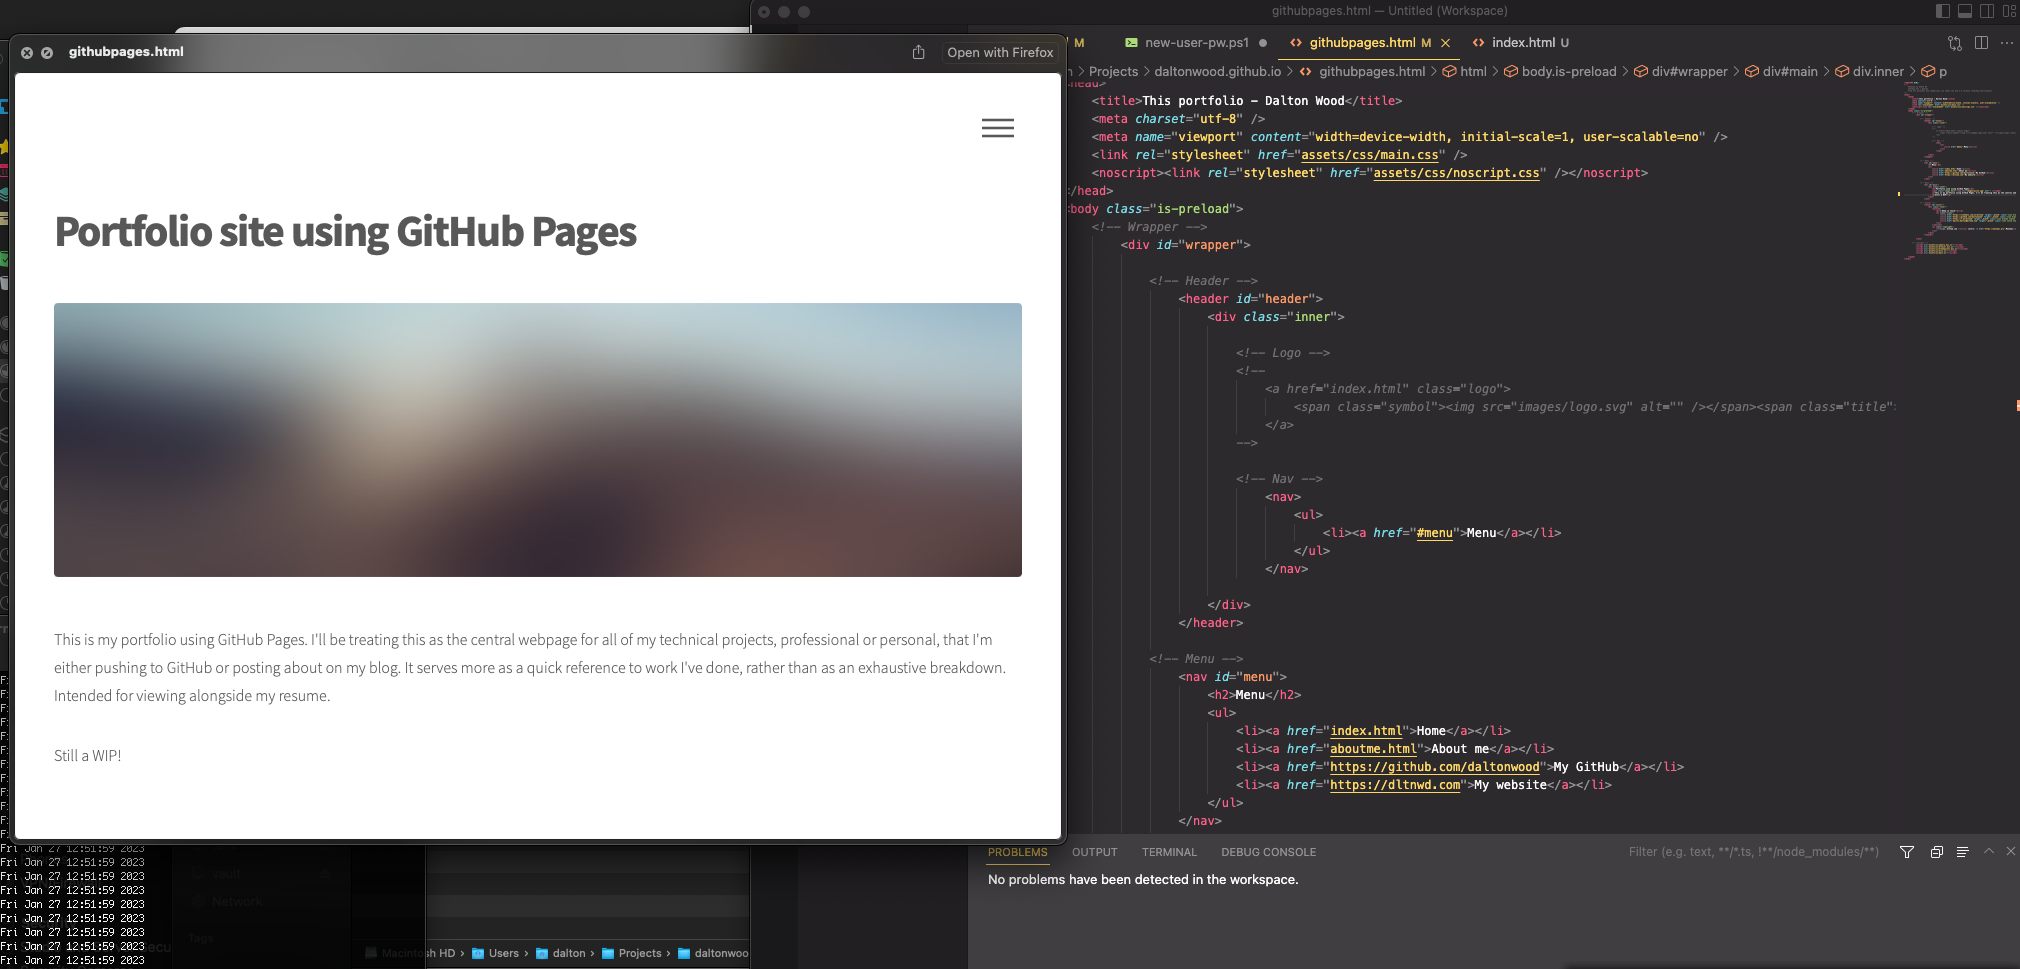 githubpages.html — Untitled (Workspace)
githubpages.html
Open with Firefox
M
new-user-pw.ps1
githubpages.html M
index.html U
Projects
daltonwood.github.io
githubpages.html
html
body.is-preload
div#wrapper
div#main
div.inner
p
Portfolio site using GitHub Pages
This is my portfolio using GitHub Pages. I'll be treating this as the central webpage for all of my technical projects, professional or personal, that I'm
either pushing to GitHub or posting about on my blog. It serves more as a quick reference to work I've done, rather than as an exhaustive breakdown.
Intended for viewing alongside my resume.
Still a WIP!
<title>This portfolio - Dalton Wood</title>
<meta charset="utf-8" />
<meta name="viewport" content="width=device-width, initial-scale=1, user-scalable=no" />
<link rel="stylesheet" href="assets/css/main.css" />
<noscript><link rel="stylesheet" href="assets/css/noscript.css" /></noscript>
/head>
body class="is-preload">
<!-- Wrapper -->
<div id="wrapper">
<!-- Header -->
<header id="header">
<div class="inner">
<!-- Logo -->
<!--
<a href="index.html" class="logo">
<span class="symbol"><img src="images/logo.svg" alt="" /></span><span class="title"
</a>
-->
<!-- Nav -->
<nav>
<ul>
<li><a href="#menu">Menu</a></li>
</ul>
</nav>
</div>
</header>
<!-- Menu -->
<nav id="menu">
<h2>Menu</h2>
<ul>
<li><a href="index.html">Home</a></li>
<li><a href="aboutme.html">About me</a></li>
<li><a href="https://github.com/daltonwood">My GitHub</a></li>
<li><a href="https://dltnwd.com">My website</a></li>
</ul>
</nav>
PROBLEMS
OUTPUT
TERMINAL
DEBUG CONSOLE
Filter (e.g. text, **/*.ts, !**/node_modules/**)
No problems have been detected in the workspace.
Fri Jan 27 12:51:59 2023
Fri Jan 27 12:51:59 2023
Fri Jan 27 12:51:59 2023
Fri Jan 27 12:51:59 2023
Fri Jan 27 12:51:59 2023
Fri Jan 27 12:51:59 2023
Fri Jan 27 12:51:59 2023
Fri Jan 27 12:51:59 2023
Fri Jan 27 12:51:59 2023
Vault
Network
Tags
Macintosh HD › Users › dalton › Projects › daltonwoo